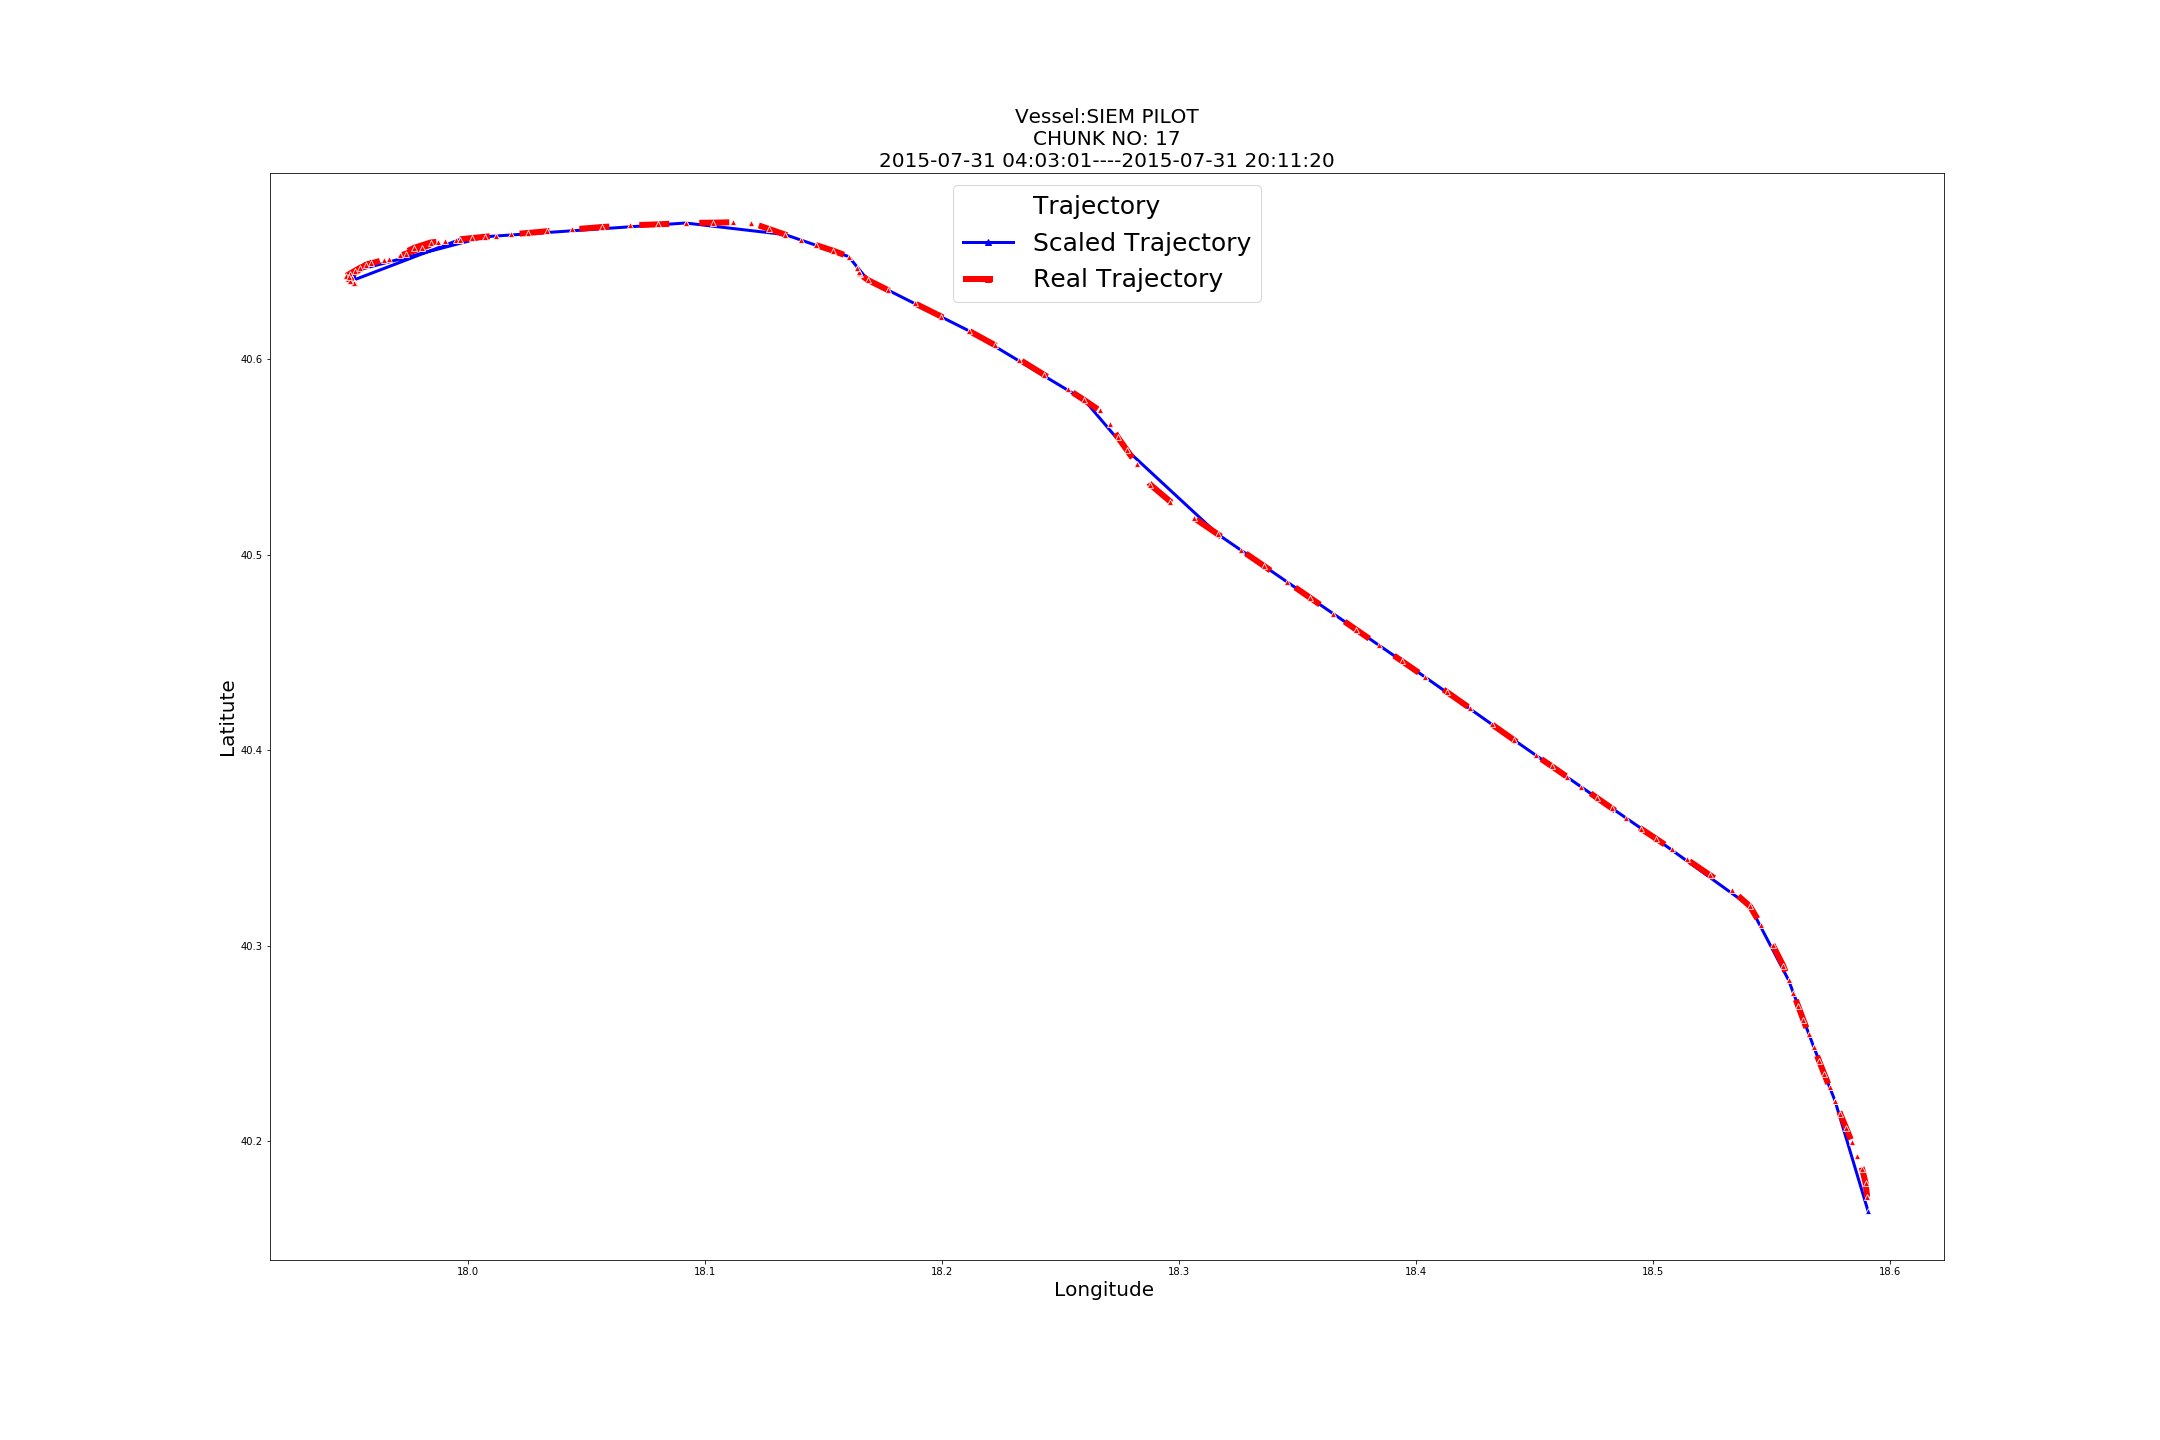 Vessel:SIEM PILOT
CHUNK NO: 17
2015-07-31 04:03:01----2015-07-31 20:11:20
Trajectory
Scaled Trajectory
Real Trajectory
40.6
40.5
40.4
40.3
40.2
Latitute
18.0 18.1 18.2 18.3 18.4 18.5 18.6
Longitude